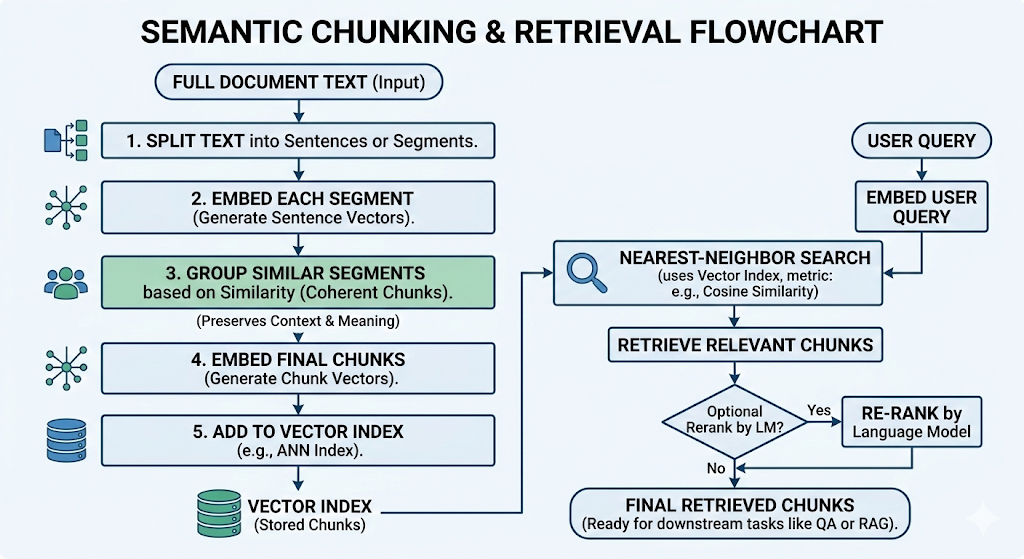 SEMANTIC CHUNKING & RETRIEVAL FLOWCHART
FULL DOCUMENT TEXT (Input)
1. SPLIT TEXT into Sentences or Segments.
2. EMBED EACH SEGMENT
(Generate Sentence Vectors).
3. GROUP SIMILAR SEGMENTS
based on Similarity (Coherent Chunks).
(Preserves Context & Meaning)
4. EMBED FINAL CHUNKS
(Generate Chunk Vectors).
5. ADD TO VECTOR INDEX
(e.g., ANN Index).
VECTOR INDEX
(Stored Chunks)
USER QUERY
EMBED USER
QUERY
NEAREST-NEIGHBOR SEARCH
(uses Vector Index, metric:
e.g., Cosine Similarity)
RETRIEVE RELEVANT CHUNKS
Optional
Rerank by LM?
Yes
RE-RANK by
Language Model
No
FINAL RETRIEVED CHUNKS
(Ready for downstream tasks like QA or RAG).